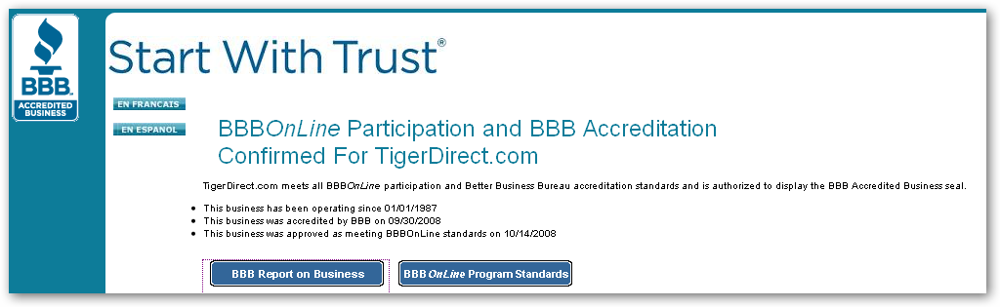 BBB.
ACCREDITED
BUSINESS
Start With Trust®
EN FRANCAIS
EN ESPANOL
BBBOnLine Participation and BBB Accreditation
Confirmed For TigerDirect.com
TigerDirect.com meets all BBBOnLine participation and Better Business Bureau accreditation standards and is authorized to display the BBB Accredited Business seal.
• This business has been operating since 01/01/1987
• This business was accredited by BBB on 09/30/2008
• This business was approved as meeting BBBOnLine standards on 10/14/2008
BBB Report on Business
BBB OnLine Program Standards